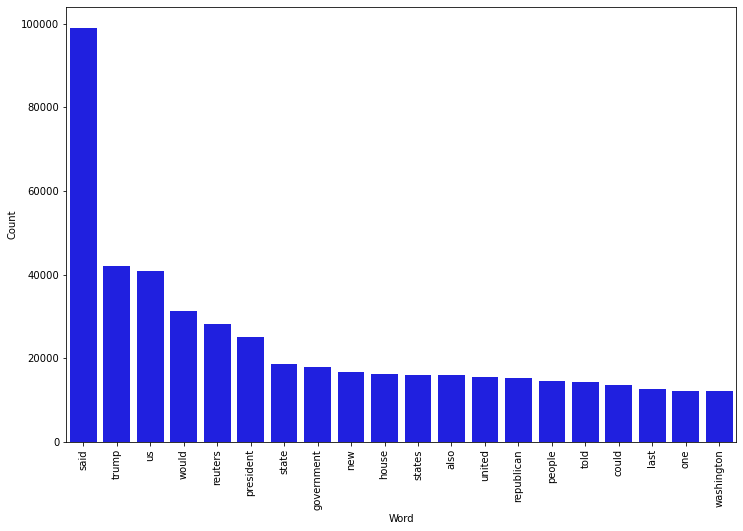 100000
80000
60000
40000
20000
0
Count
said
trump
us
would
reuters
president
state
government
new
house
states
also
united
republican
people
told
could
last
one
washington
Word